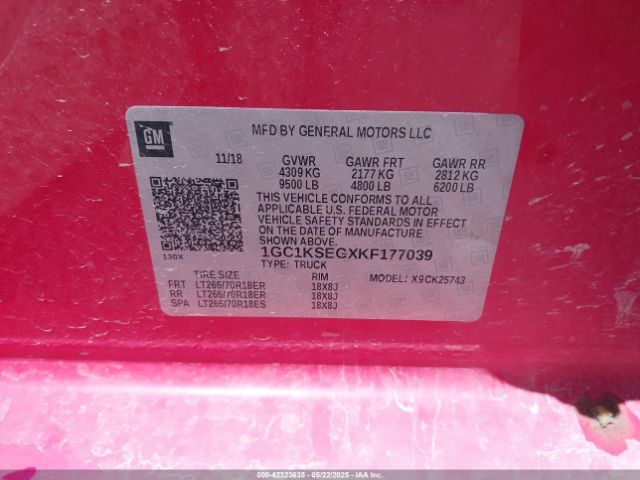 GM
MFD BY GENERAL MOTORS LLC
11/18 GVWR GAWR FRT GAWR RR
4309 KG 2177 KG 2812 KG
9500 LB 4800 LB 6200 LB
THIS VEHICLE CONFORMS TO ALL
APPLICABLE U.S. FEDERAL MOTOR
VEHICLE SAFETY STANDARDS IN EFFECT
ON THE DATE OF MANUFACTURE
SHOWN ABOVE.
130X 1GC1KSEGXKF177039
TYPE: TRUCK
TIRE SIZE RIM MODEL: X9CK25743
FRT LT265/70R18ER 18X8J
RR LT265/70R18ER 18X8J
SPA LT265/70R18ES 18X8J
000-42323635 - 05/22/2025 - IAAI.COM